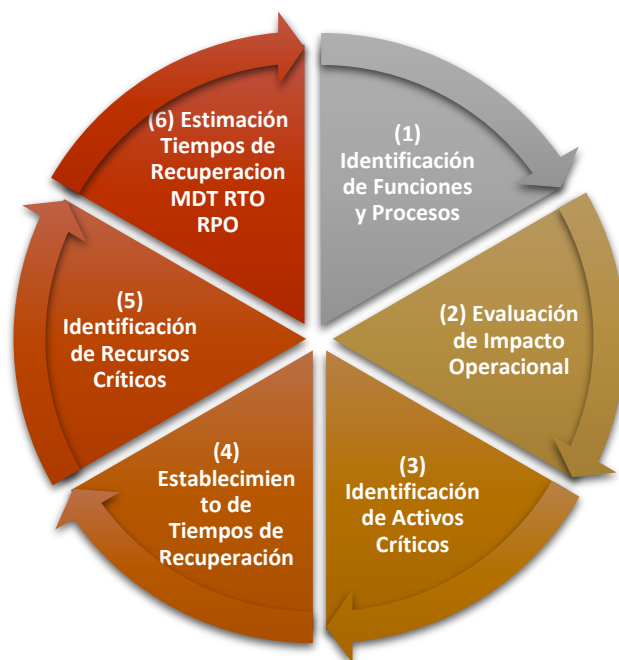 (1)
Identificación
de Funciones
y Procesos
(2) Evaluación
de Impacto
Operacional
(3)
Identificación
de Activos
Críticos
(4)
Establecimien
to de
Tiempos de
Recuperación
(5)
Identificación
de Recursos
Críticos
(6) Estimación
Tiempos de
Recuperacion
MDT RTO
RPO